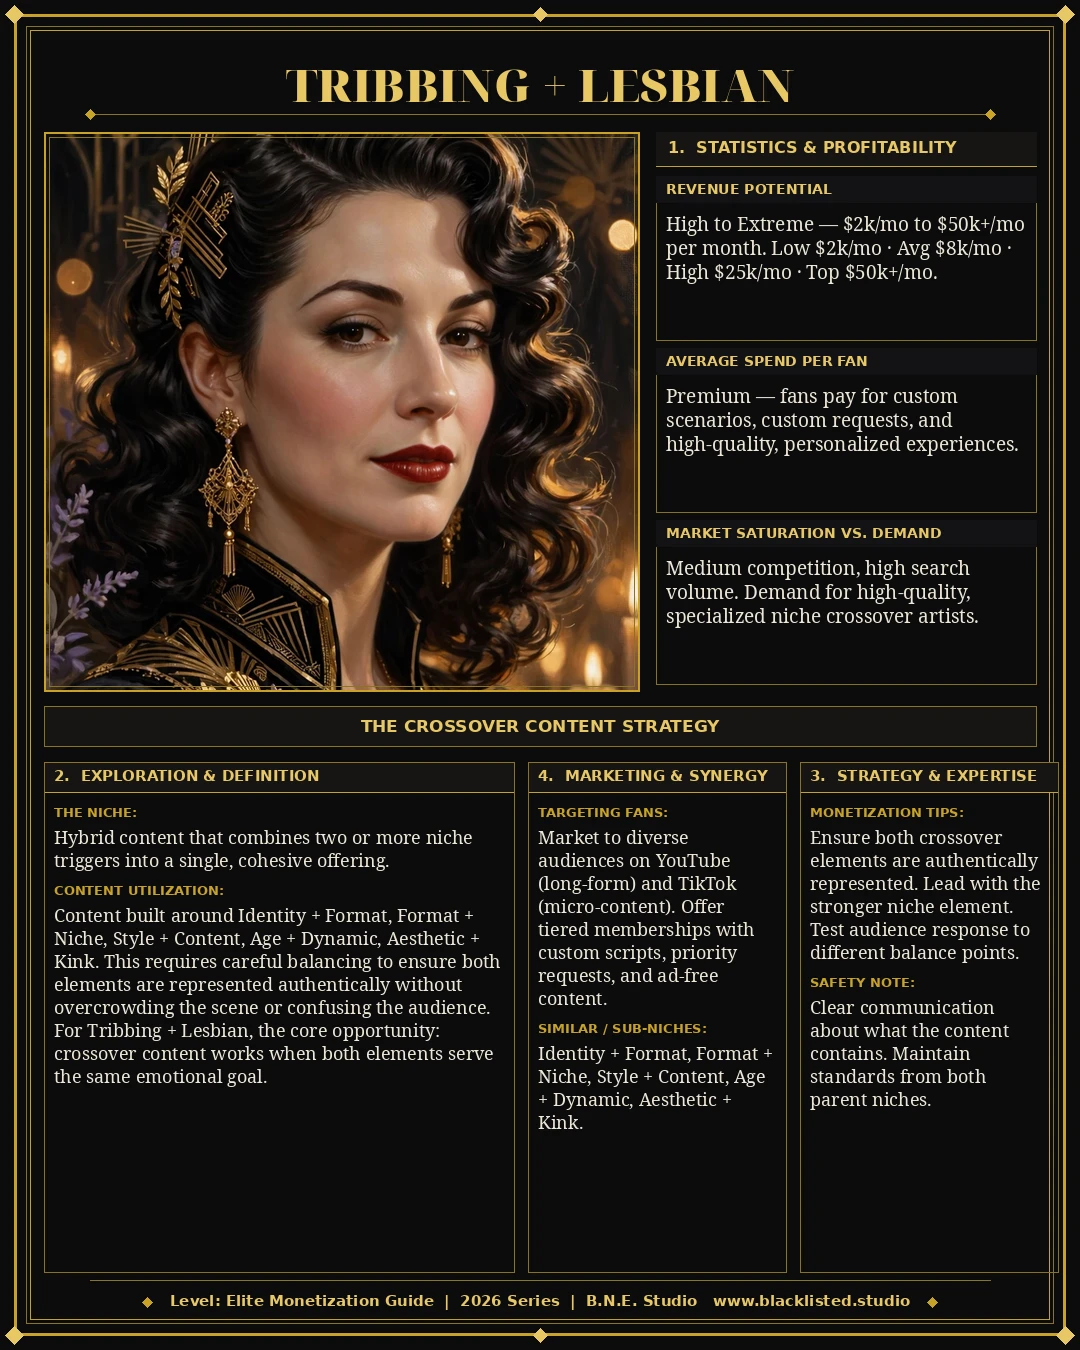 TRIBBING + LESBIAN
1. STATISTICS & PROFITABILITY
REVENUE POTENTIAL
High to Extreme — $2k/mo to $50k+/mo
per month. Low $2k/mo · Avg $8k/mo ·
High $25k/mo · Top $50k+/mo.
AVERAGE SPEND PER FAN
Premium — fans pay for custom
scenarios, custom requests, and
high-quality, personalized experiences.
MARKET SATURATION VS. DEMAND
Medium competition, high search
volume. Demand for high-quality,
specialized niche crossover artists.
THE CROSSOVER CONTENT STRATEGY
2. EXPLORATION & DEFINITION
THE NICHE:
Hybrid content that combines two or more niche
triggers into a single, cohesive offering.
CONTENT UTILIZATION:
Content built around Identity + Format, Format +
Niche, Style + Content, Age + Dynamic, Aesthetic +
Kink. This requires careful balancing to ensure both
elements are represented authentically without
overcrowding the scene or confusing the audience.
For Tribbing + Lesbian, the core opportunity:
crossover content works when both elements serve
the same emotional goal.
4. MARKETING & SYNERGY
TARGETING FANS:
Market to diverse
audiences on YouTube
(long-form) and TikTok
(micro-content). Offer
tiered memberships with
custom scripts, priority
requests, and ad-free
content.
SIMILAR / SUB-NICHES:
Identity + Format, Format +
Niche, Style + Content, Age
+ Dynamic, Aesthetic +
Kink.
3. STRATEGY & EXPERTISE
MONETIZATION TIPS:
Ensure both crossover
elements are authentically
represented. Lead with the
stronger niche element.
Test audience response to
different balance points.
SAFETY NOTE:
Clear communication
about what the content
contains. Maintain
standards from both
parent niches.
Level: Elite Monetization Guide | 2026 Series | B.N.E. Studio www.blacklisted.studio